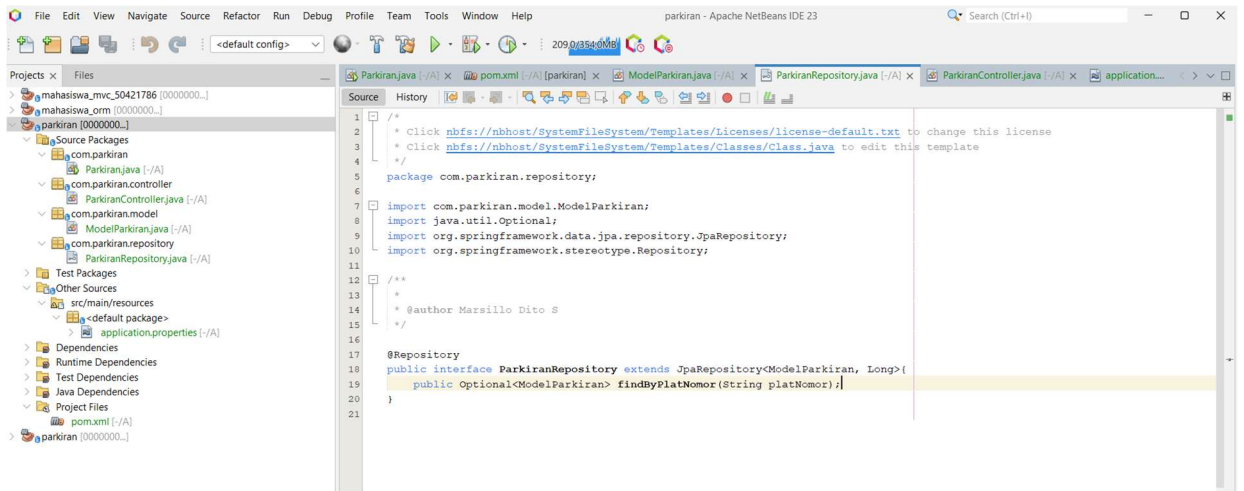 File Edit View Navigate Source Refactor Run Debug Profile Team Tools Window Help parkiran - Apache NetBeans IDE 23 Search (Ctrl+I)
<default config> 209,0/354,0MB
Projects Files
mahasiswa_mvc_50421786 [0000000...]
mahasiswa_orm [0000000...]
parkiran [0000000...]
Source Packages
com.parkiran
Parkiran.java [-/A]
com.parkiran.controller
ParkiranController.java [-/A]
com.parkiran.model
ModelParkiran.java [-/A]
com.parkiran.repository
ParkiranRepository.java [-/A]
Test Packages
Other Sources
src/main/resources
<default package>
application.properties [-/A]
Dependencies
Runtime Dependencies
Test Dependencies
Java Dependencies
Project Files
pom.xml [-/A]
parkiran [0000000...]
Parkiran.java [-/A] pom.xml [-/A] [parkiran] ModelParkiran.java [-/A] ParkiranRepository.java [-/A] ParkiranController.java [-/A] application....
Source History
1 /*
2 * Click nbfs://nbhost/SystemFileSystem/Templates/Licenses/license-default.txt to change this license
3 * Click nbfs://nbhost/SystemFileSystem/Templates/Classes/Class.java to edit this template
4 */
5 package com.parkiran.repository;
6
7 import com.parkiran.model.ModelParkiran;
8 import java.util.Optional;
9 import org.springframework.data.jpa.repository.JpaRepository;
10 import org.springframework.stereotype.Repository;
11
12 /**
13 *
14 * @author Marsillo Dito S
15 */
16
17 @Repository
18 public interface ParkiranRepository extends JpaRepository<ModelParkiran, Long>{
19 public Optional<ModelParkiran> findByPlatNomor(String platNomor);
20 }
21